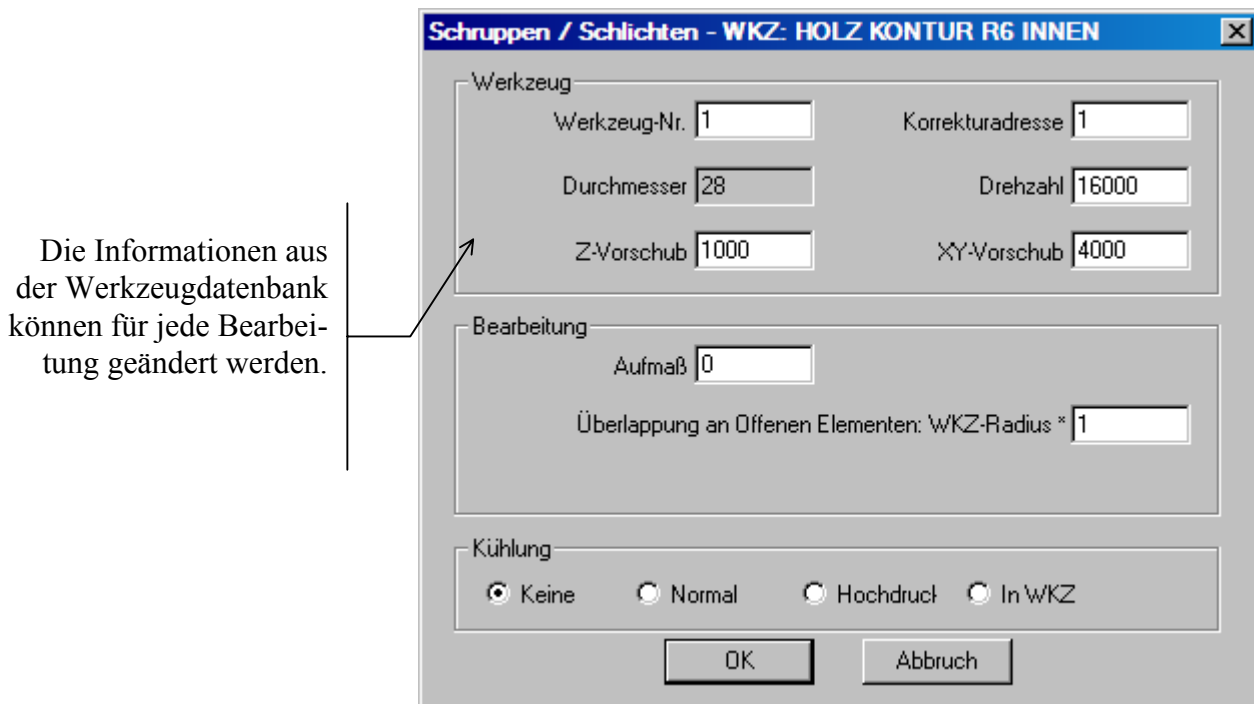 Schruppen / Schlichten - WKZ: HOLZ KONTUR R6 INNEN
Werkzeug
Werkzeug-Nr. 1 Korrekturadresse 1
Durchmesser 28 Drehzahl 16000
Z-Vorschub 1000 XY-Vorschub 4000
Die Informationen aus
der Werkzeugdatenbank
können für jede Bearbei-
tung geändert werden.
Bearbeitung
Aufmaß 0
Überlappung an Offenen Elementen: WKZ-Radius * 1
Kühlung
Keine Normal Hochdruck In WKZ
OK Abbruch